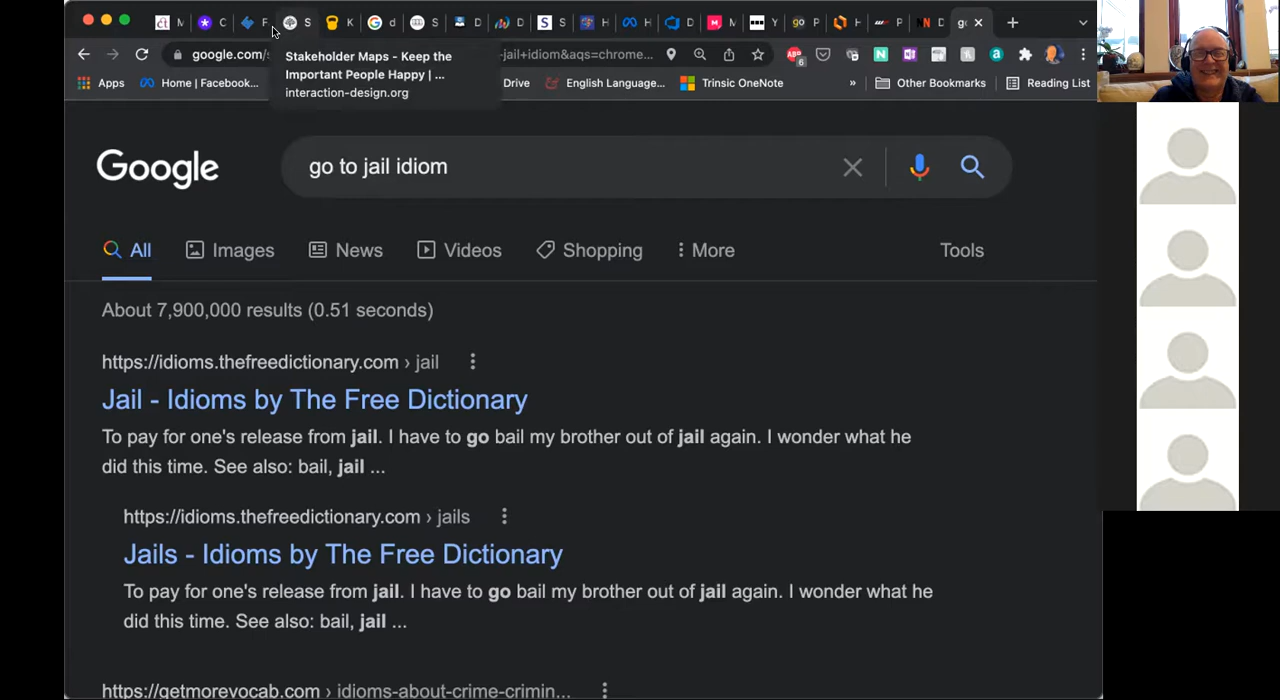 M
C
F
S
K
d
S
D
D
S
S
H
H
D
M
Y
P
H
P
D
go
google.com/s
-jail+idiom&aqs=chrome...
6
Stakeholder Maps - Keep the
Important People Happy | ...
interaction-design.org
Apps
Home | Facebook...
Drive
English Language...
Trinsic OneNote
»
Other Bookmarks
Reading List
Google
go to jail idiom
All
Images
News
Videos
Shopping
More
Tools
About 7,900,000 results (0.51 seconds)
https://idioms.thefreedictionary.com › jail
Jail - Idioms by The Free Dictionary
To pay for one's release from jail. I have to go bail my brother out of jail again. I wonder what he
did this time. See also: bail, jail ...
https://idioms.thefreedictionary.com › jails
Jails - Idioms by The Free Dictionary
To pay for one's release from jail. I have to go bail my brother out of jail again. I wonder what he
did this time. See also: bail, jail ...
https://getmorevocab.com › idioms-about-crime-crimin...